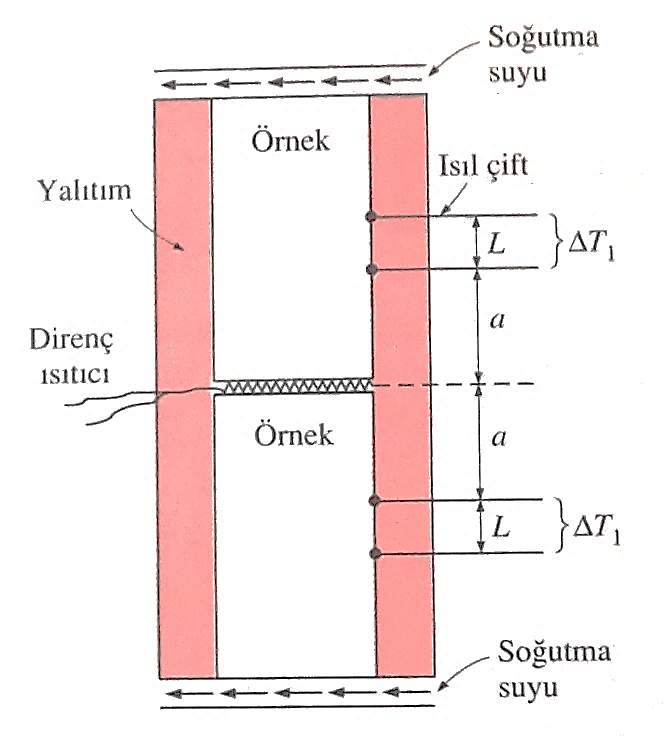 Soğutma
suyu
Örnek
Isıl çift
Yalıtım
L
ΔT1
a
Direnç
ısıtıcı
a
Örnek
L
ΔT1
Soğutma
suyu